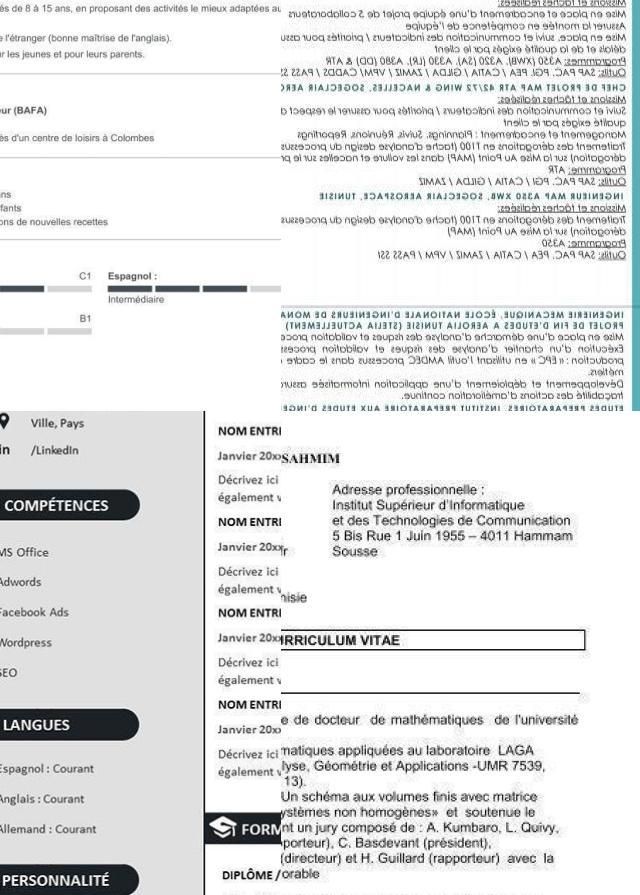 s de 8 à 15 ans, en proposant des activités le mieux adaptées au
e l'étranger (bonne maîtrise de l'anglais).
r les jeunes et pour leurs parents.
eur (BAFA)
és d'un centre de loisirs à Colombes
ns
fants
ons de nouvelles recettes
C1
Espagnol :
Intermédiaire
B1
Missions et tâches réalisées:
Mise en place et encadrement d'une équipe projet de 5 collaborateurs
Assurer la montée en compétence de l'équipe
Mise en place, suivi et communication des indicateurs / priorités pour assu
délais et de la qualité exigés par le client
Programmes: A350 (XWB), A320 (SA), A330 (LR), A380 (DD) & ATR
Outils: SAP PAC, PGI, PEA / CATIA / GILDA / ZAMIZ / VPM/ CADDS / PASS S
CHEF DE PROJET MAP ATR 42/72 WING & NACELLES, SOGECLAIR AERO
Missions et tâches réalisées:
Suivi et communication des indicateurs / priorités pour assurer le respect d
qualité exigés par le client
Management et encadrement : Plannings, Suivis, Réunions, Reportings
Traitement des dérogations en T100 (tache d'analyse design du processus
dérogation) sur la Mise Au Point (MAP) dans les voilure et nacelles sur le pr
Programme: ATR
Outils: SAP PAC, PGI / CATIA / GILDA / ZAMIZ
INGENIEUR MAP A350 XWB, SOGECLAIR AEROSPACE, TUNISIE
Missions et tâches réalisées:
Traitement des dérogations en T100 (tache d'analyse design du processus
dérogation) sur la Mise Au Point (MAP)
Programme: A350
Outils: SAP PAC, PEA / CATIA / ZAMIZ / VPM / PASS SSI
INGENIERIE MECANIQUE, ÉCOLE NATIONALE D'INGENIEURS DE MONA
PROJET DE FIN D'ETUDES A AEROLIA TUNISIE (STELIA ACTUELLEMENT)
Mise en place d'une démarche d'analyse des risques et validation proce
Exécution d'un chantier d'analyse des risques et validation process
production : « EPC » en utilisant l'outil AMDEC processus dans le cadre
métiers.
Développement et déploiement d'une application informatisée assur
traçabilité des actions d'amélioration continue.
ETUDES PREPARATOIRES, INSTITUT PREPARATOIRE AUX ETUDES D'INGE
Ville, Pays
in /LinkedIn
COMPÉTENCES
MS Office
Adwords
Facebook Ads
Wordpress
SEO
LANGUES
Espagnol : Courant
Anglais : Courant
Allemand : Courant
PERSONNALITÉ
NOM ENTRI
Janvier 20xx
Décrivez ici
également v
NOM ENTRI
Janvier 20xx
Décrivez ici
également v
NOM ENTRI
Janvier 20xx
Décrivez ici
également v
NOM ENTRI
Janvier 20xx
Décrivez ici
également v
FORM
DIPLÔME /
SAHMIM
Adresse professionnelle :
Institut Supérieur d'Informatique
et des Technologies de Communication
5 Bis Rue 1 Juin 1955 – 4011 Hammam
Sousse
fr
nisie
RRICULUM VITAE
e de docteur de mathématiques de l'université
matiques appliquées au laboratoire LAGA
lyse, Géométrie et Applications -UMR 7539,
13).
Un schéma aux volumes finis avec matrice
ystèmes non homogènes» et soutenue le
nt un jury composé de : A. Kumbaro, L. Quivy,
porteur), C. Basdevant (président),
(directeur) et H. Guillard (rapporteur) avec la
orable